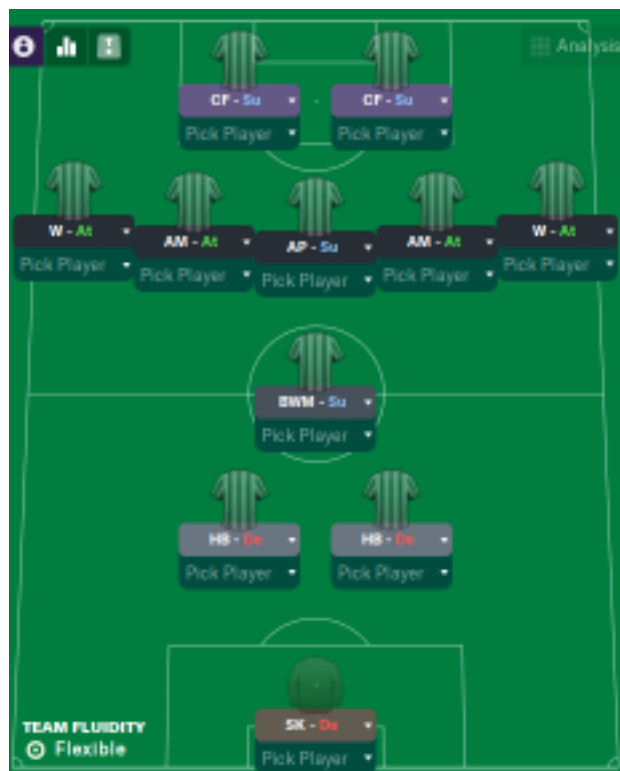 Analysis
CF - Su CF - Su
Pick Player Pick Player
W - At W - At
AM - At AP - Su AM - At
Pick Player Pick Player
Pick Player Pick Player Pick Player
BWM - Su
Pick Player
HB - De HB - De
Pick Player Pick Player
SK - De
TEAM FLUIDITY
Flexible
Pick Player